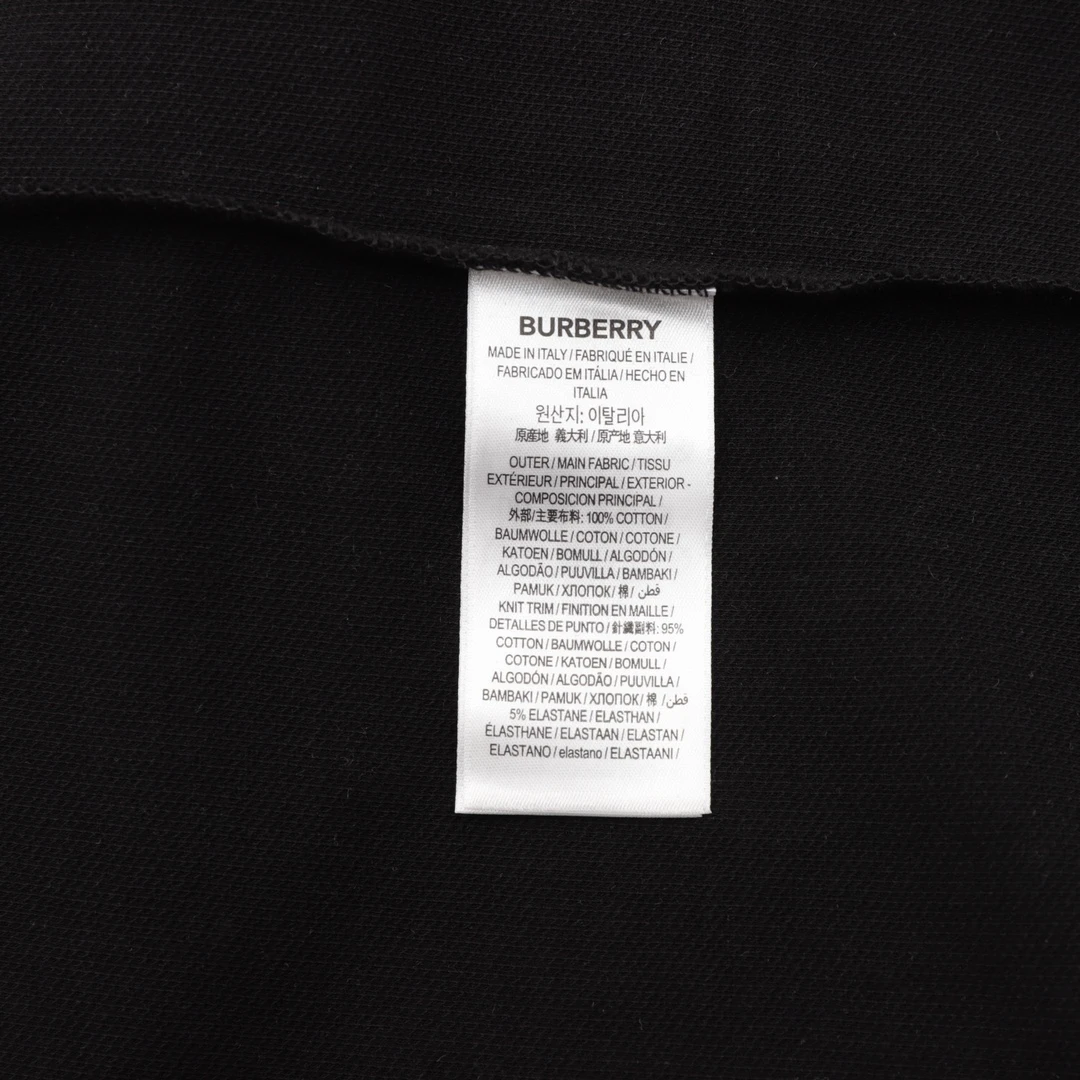 BURBERRY
MADE IN ITALY / FABRIQUÉ EN ITALIE /
FABRICADO EM ITÁLIA / HECHO EN
ITALIA
원산지: 이탈리아
原産地 義大利 / 原产地 意大利
OUTER / MAIN FABRIC / TISSU
EXTÉRIEUR / PRINCIPAL / EXTERIOR -
COMPOSICION PRINCIPAL /
外部/主要布料: 100% COTTON /
BAUMWOLLE / COTON / COTONE /
KATOEN / BOMULL / ALGODÓN /
ALGODÃO / PUUVILLA / BAMBAKI /
PAMUK / ХЛОПОК / 棉 / قطن
KNIT TRIM / FINITION EN MAILLE /
DETALLES DE PUNTO / 針織副料: 95%
COTTON / BAUMWOLLE / COTON /
COTONE / KATOEN / BOMULL /
ALGODÓN / ALGODÃO / PUUVILLA /
BAMBAKI / PAMUK / ХЛОПОК / 棉 / قطن
5% ELASTANE / ELASTHAN /
ÉLASTHANE / ELASTAAN / ELASTAN /
ELASTANO / elastano / ELASTAANI /